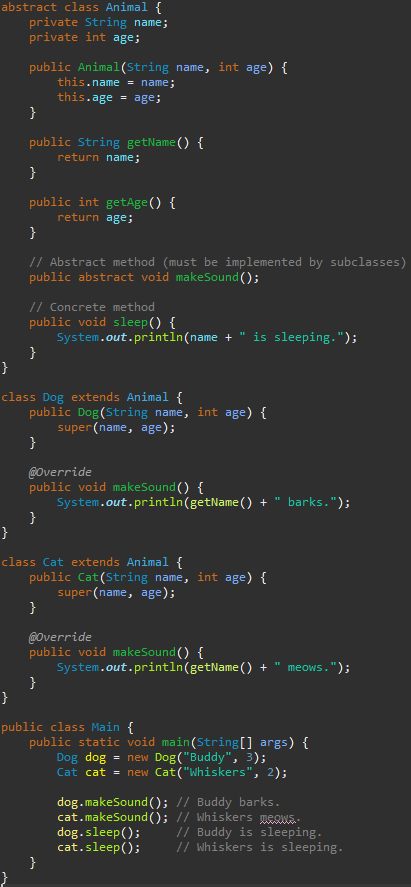 abstract class Animal {
    private String name;
    private int age;

    public Animal(String name, int age) {
        this.name = name;
        this.age = age;
    }

    public String getName() {
        return name;
    }

    public int getAge() {
        return age;
    }

    // Abstract method (must be implemented by subclasses)
    public abstract void makeSound();

    // Concrete method
    public void sleep() {
        System.out.println(name + " is sleeping.");
    }
}

class Dog extends Animal {
    public Dog(String name, int age) {
        super(name, age);
    }

    @Override
    public void makeSound() {
        System.out.println(getName() + " barks.");
    }
}

class Cat extends Animal {
    public Cat(String name, int age) {
        super(name, age);
    }

    @Override
    public void makeSound() {
        System.out.println(getName() + " meows.");
    }
}

public class Main {
    public static void main(String[] args) {
        Dog dog = new Dog("Buddy", 3);
        Cat cat = new Cat("Whiskers", 2);

        dog.makeSound(); // Buddy barks.
        cat.makeSound(); // Whiskers meows.
        dog.sleep();     // Buddy is sleeping.
        cat.sleep();     // Whiskers is sleeping.
    }
}